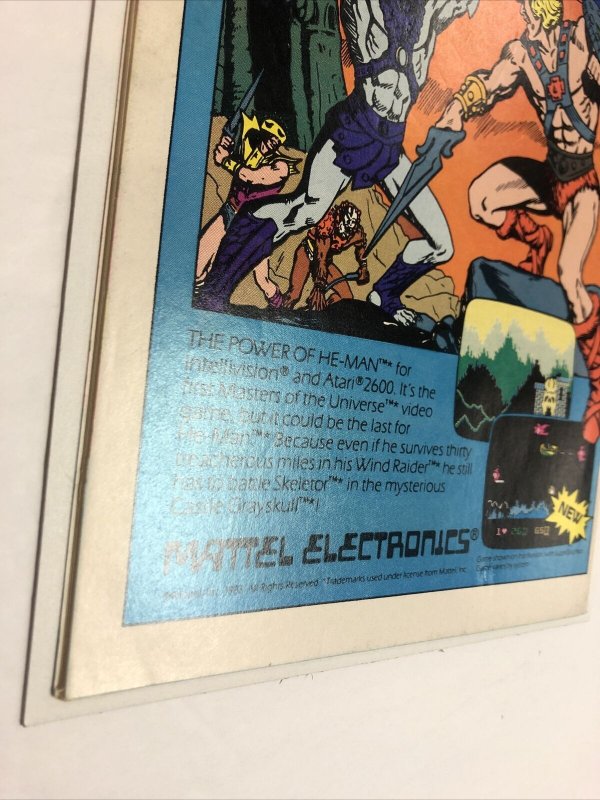 THE POWER OF HE-MAN™* for
Intellivision® and Atari® 2600. It's the
first Masters of the Universe™* video
game, but it could be the last for
He-Man™*. Because even if he survives thirty
treacherous miles in his Wind Raider™* he still
has to battle Skeletor™* in the mysterious
Castle Grayskull™*!
NEW
MATTEL ELECTRONICS®
All Rights Reserved. *Trademarks used under license from Mattel, Inc.